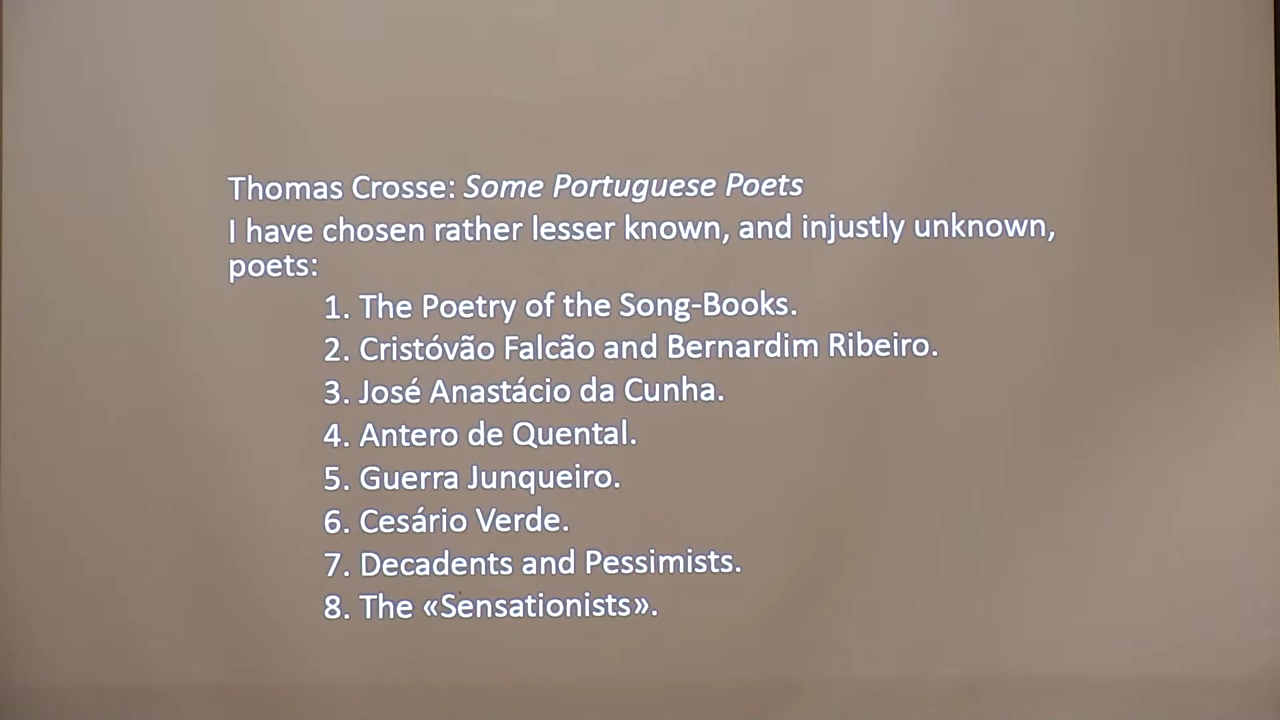 Thomas Crosse: Some Portuguese Poets
I have chosen rather lesser known, and injustly unknown,
poets:
1. The Poetry of the Song-Books.
2. Cristóvão Falcão and Bernardim Ribeiro.
3. José Anastácio da Cunha.
4. Antero de Quental.
5. Guerra Junqueiro.
6. Cesário Verde.
7. Decadents and Pessimists.
8. The «Sensationists».